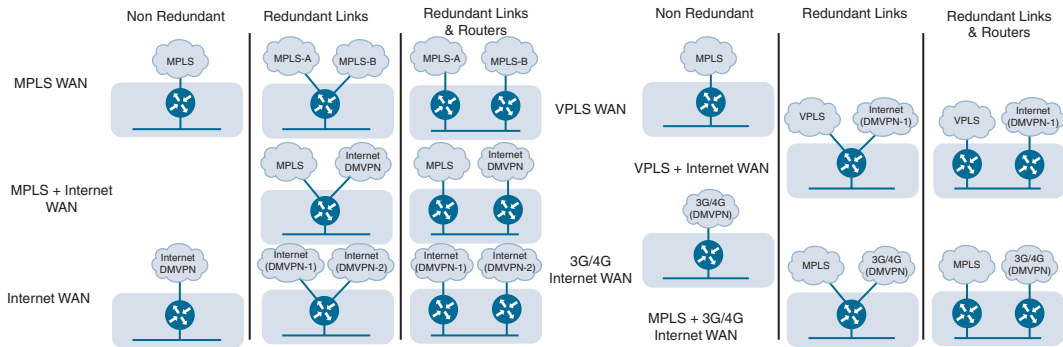 Non Redundant
Redundant Links
Redundant Links
& Routers
MPLS WAN
MPLS
MPLS-A
MPLS-B
MPLS-A
MPLS-B
MPLS + Internet
WAN
MPLS
Internet
DMVPN
MPLS
Internet
DMVPN
Internet WAN
Internet
DMVPN
Internet
(DMVPN-1)
Internet
(DMVPN-2)
Internet
(DMVPN-1)
Internet
(DMVPN-2)
Non Redundant
Redundant Links
Redundant Links
& Routers
VPLS WAN
MPLS
VPLS + Internet WAN
VPLS
Internet
(DMVPN-1)
VPLS
Internet
(DMVPN-1)
3G/4G
Internet WAN
3G/4G
(DMVPN)
MPLS + 3G/4G
Internet WAN
MPLS
3G/4G
(DMVPN)
MPLS
3G/4G
(DMVPN)